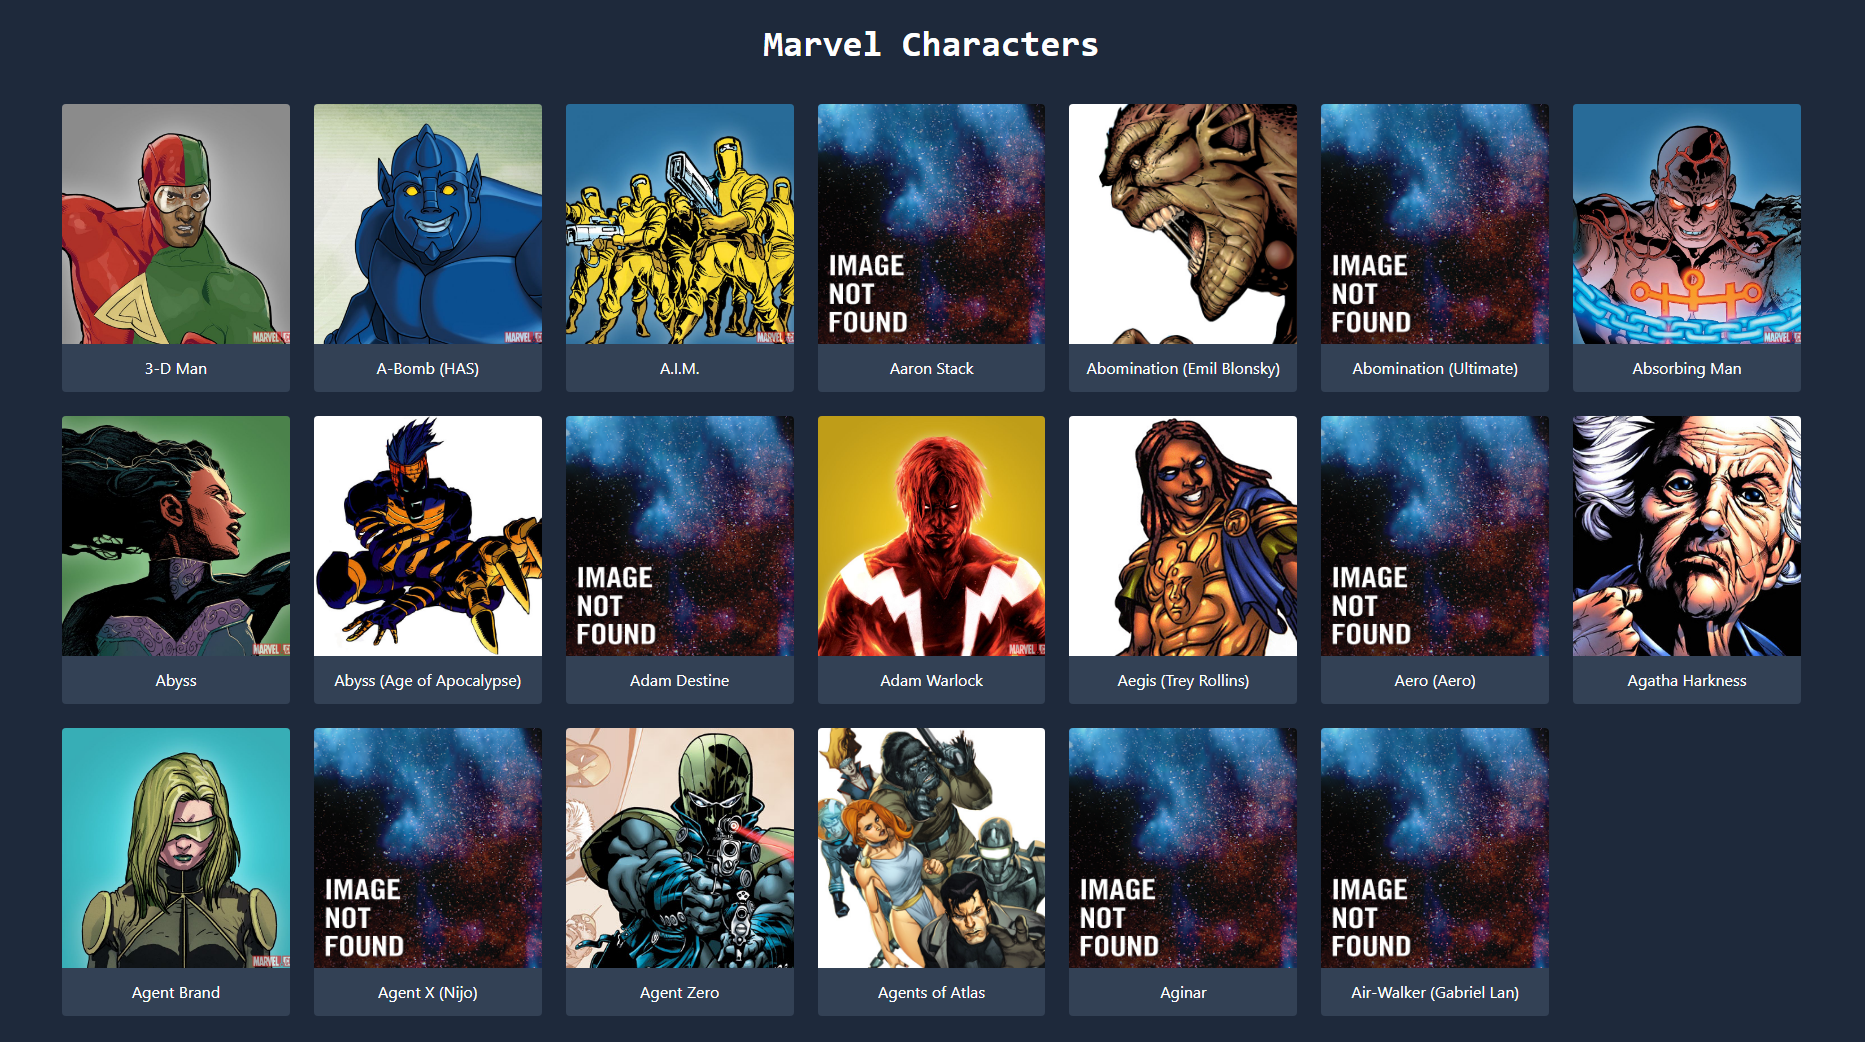 Marvel Characters
IMAGE
NOT
FOUND
IMAGE
NOT
FOUND
MARVEL
MARVEL
MARVEL
MARVEL
3-D Man
A-Bomb (HAS)
A.I.M.
Aaron Stack
Abomination (Emil Blonsky)
Abomination (Ultimate)
Absorbing Man
IMAGE
NOT
FOUND
IMAGE
NOT
FOUND
MARVEL
MARVEL
Abyss
Abyss (Age of Apocalypse)
Adam Destine
Adam Warlock
Aegis (Trey Rollins)
Aero (Aero)
Agatha Harkness
IMAGE
NOT
FOUND
IMAGE
NOT
FOUND
IMAGE
NOT
FOUND
MARVEL
Agent Brand
Agent X (Nijo)
Agent Zero
Agents of Atlas
Aginar
Air-Walker (Gabriel Lan)